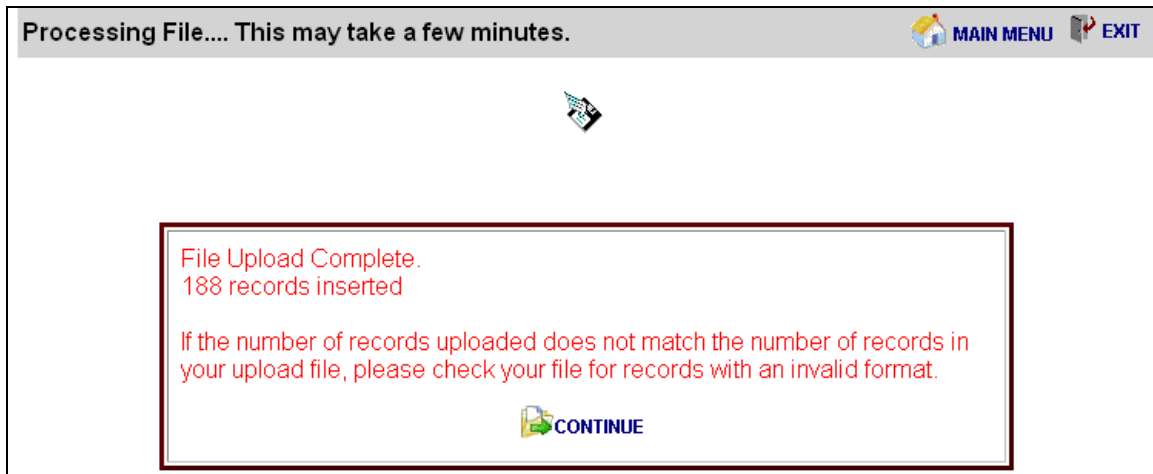 Processing File.... This may take a few minutes.
MAIN MENU
EXIT
File Upload Complete.
188 records inserted
If the number of records uploaded does not match the number of records in
your upload file, please check your file for records with an invalid format.
CONTINUE